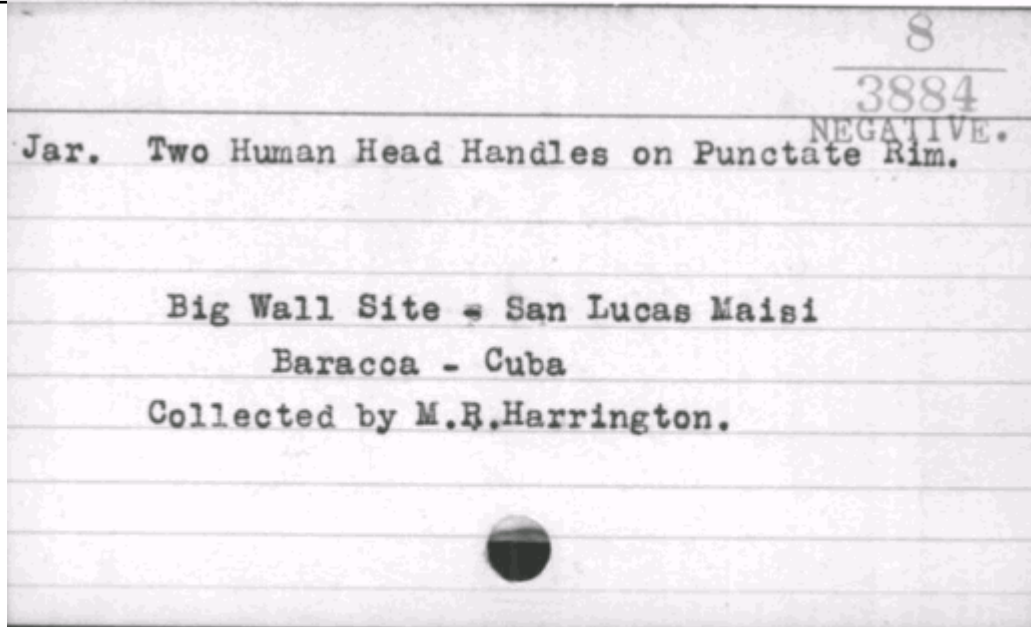 8
3884
NEGATIVE.
Jar. Two Human Head Handles on Punctate Rim.
Big Wall Site - San Lucas Maisi
Baracoa - Cuba
Collected by M.R.Harrington.